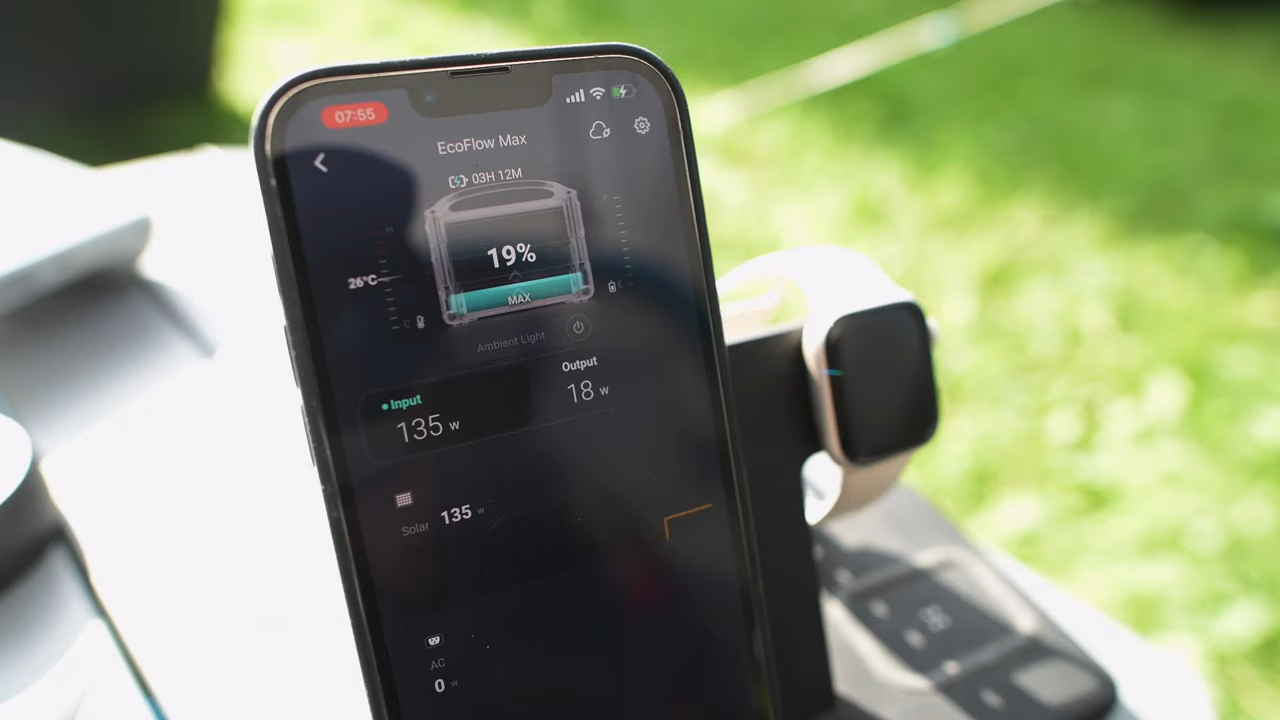 07:55
EcoFlow Max
03H 12M
19%
26°C
MAX
H
C
F
E
Ambient Light
Input
135 w
Output
18 w
Solar 135 w
AC
0 w